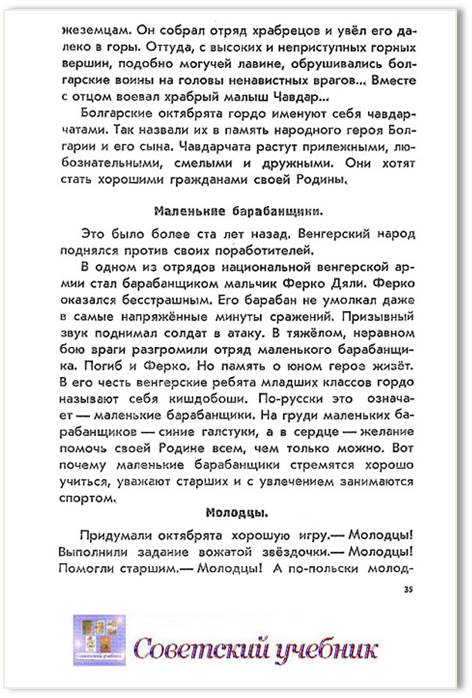 жеземцам. Он собрал отряд храбрецов и увёл его да-
леко в горы. Оттуда, с высоких и неприступных горных
вершин, подобно могучей лавине, обрушивались бол-
гарские воины на головы ненавистных врагов... Вместе
с отцом воевал храбрый малыш Чавдар...
Болгарские октябрята гордо именуют себя чавдар-
чатами. Так назвали их в память народного героя Бол-
гарии и его сына. Чавдарчата растут прилежными, лю-
бознательными, смелыми и дружными. Они хотят
стать хорошими гражданами своей Родины.
Маленькие барабанщики.
Это было более ста лет назад. Венгерский народ
поднялся против своих поработителей.
В одном из отрядов национальной венгерской ар-
мии стал барабанщиком мальчик Ферко Дяли. Ферко
оказался бесстрашным. Его барабан не умолкал даже
в самые напряжённые минуты сражений. Призывный
звук поднимал солдат в атаку. В тяжёлом, неравном
бою враги разгромили отряд маленького барабанщи-
ка. Погиб и Ферко. Но память о юном герое живёт.
В его честь венгерские ребята младших классов гордо
называют себя кишдобоши. По-русски это означа-
ет — маленькие барабанщики. На груди маленьких ба-
рабанщиков — синие галстуки, а в сердце — желание
помочь своей Родине всем, чем только можно. Вот
почему маленькие барабанщики стремятся хорошо
учиться, уважают старших и с увлечением занимаются
спортом.
Молодцы.
Придумали октябрята хорошую игру.— Молодцы!
Выполнили задание вожатой звёздочки.— Молодцы!
Помогли старшим.— Молодцы! А по-польски молод-
35
Советский учебник